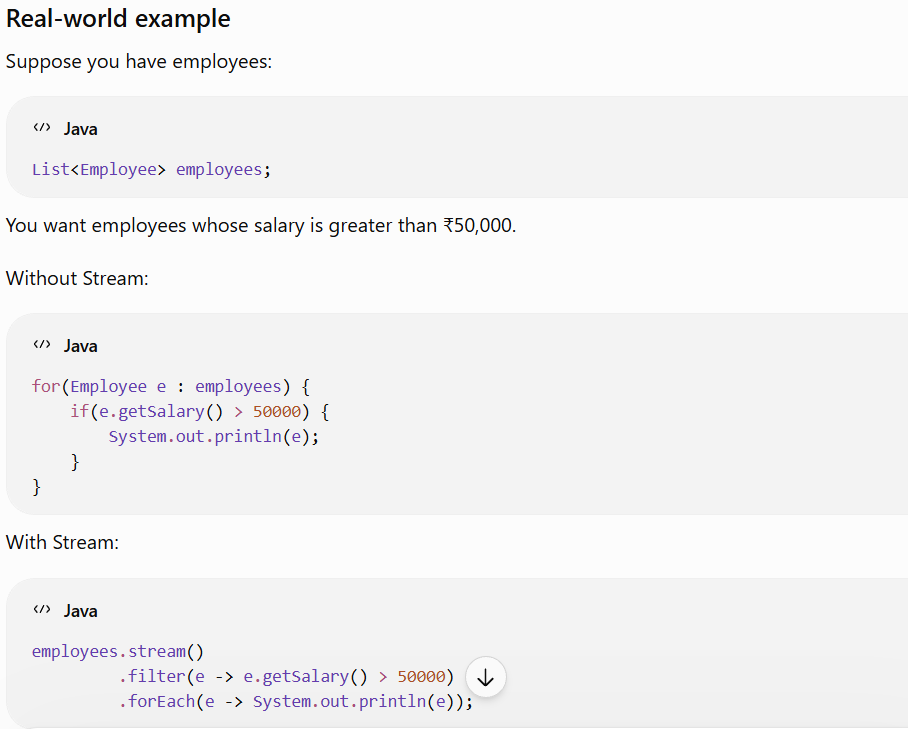 Real-world example
Suppose you have employees:
</> Java
List<Employee> employees;
You want employees whose salary is greater than ₹50,000.
Without Stream:
</> Java
for(Employee e : employees) {
    if(e.getSalary() > 50000) {
        System.out.println(e);
    }
}
With Stream:
</> Java
employees.stream()
         .filter(e -> e.getSalary() > 50000)
         .forEach(e -> System.out.println(e));